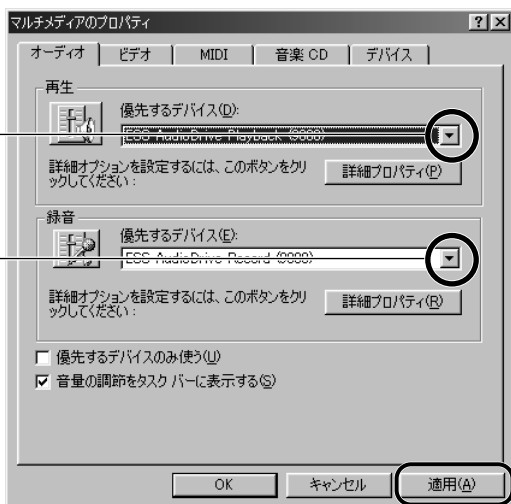 マルチメディアのプロパティ
オーディオ ビデオ MIDI 音楽 CD デバイス
再生
優先するデバイス(D):
ESS AudioDrive Playback
詳細オプションを設定するには、このボタンをクリ
ックしてください:
詳細プロパティ(P)
録音
優先するデバイス(E):
ESS AudioDrive Record
詳細オプションを設定するには、このボタンをクリ
ックしてください:
詳細プロパティ(R)
優先するデバイスのみ使う(U)
音量の調節をタスク バーに表示する(S)
OK キャンセル 適用(A)